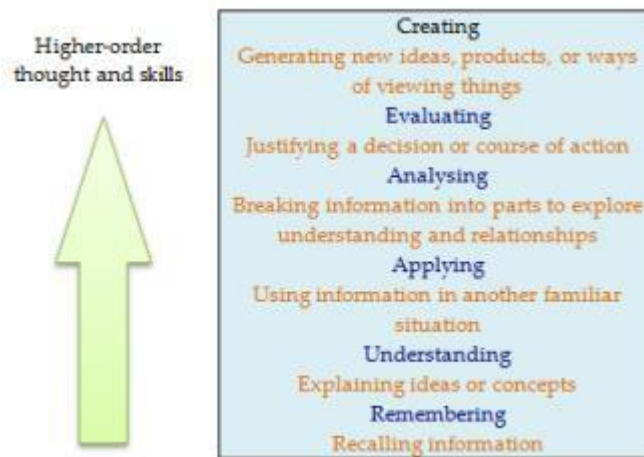 Higher-order
thought and skills
Creating
Generating new ideas, products, or ways
of viewing things
Evaluating
Justifying a decision or course of action
Analysing
Breaking information into parts to explore
understanding and relationships
Applying
Using information in another familiar
situation
Understanding
Explaining ideas or concepts
Remembering
Recalling information